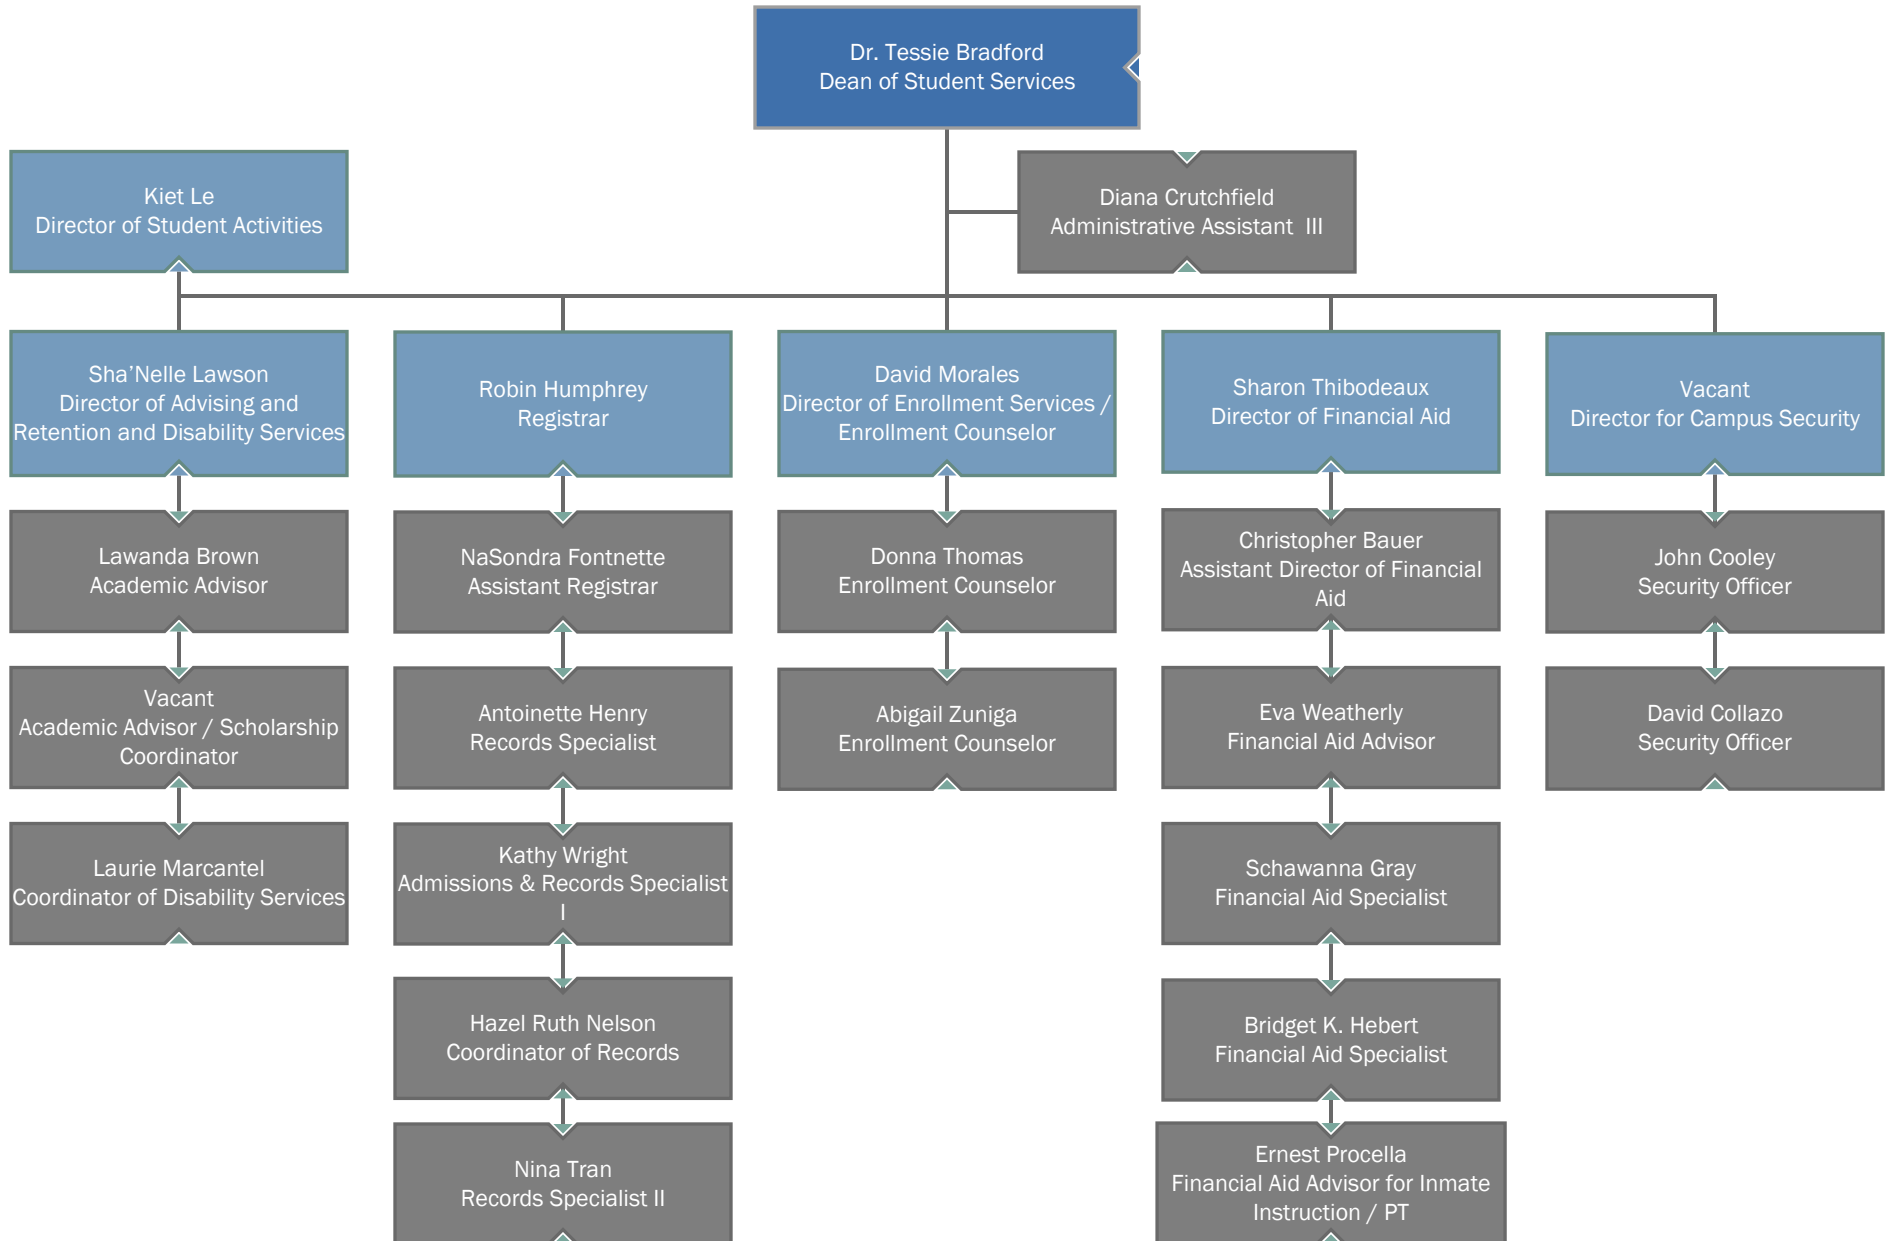 Dr. Tessie Bradford
Dean of Student Services
Kiet Le
Director of Student Activities
Diana Crutchfield
Administrative Assistant  III
Sha’Nelle Lawson
Director of Advising and
Retention and Disability Services
Robin Humphrey
Registrar
David Morales
Director of Enrollment Services /
Enrollment Counselor
Sharon Thibodeaux
Director of Financial Aid
Vacant
Director for Campus Security
Lawanda Brown
Academic Advisor
NaSondra Fontnette
Assistant Registrar
Donna Thomas
Enrollment Counselor
Christopher Bauer
Assistant Director of Financial
Aid
John Cooley
Security Officer
Vacant
Academic Advisor / Scholarship
Coordinator
Antoinette Henry
Records Specialist
Abigail Zuniga
Enrollment Counselor
Eva Weatherly
Financial Aid Advisor
David Collazo
Security Officer
Laurie Marcantel
Coordinator of Disability Services
Kathy Wright
Admissions & Records Specialist
I
Schawanna Gray
Financial Aid Specialist
Hazel Ruth Nelson
Coordinator of Records
Bridget K. Hebert
Financial Aid Specialist
Nina Tran
Records Specialist II
Ernest Procella
Financial Aid Advisor for Inmate
Instruction / PT